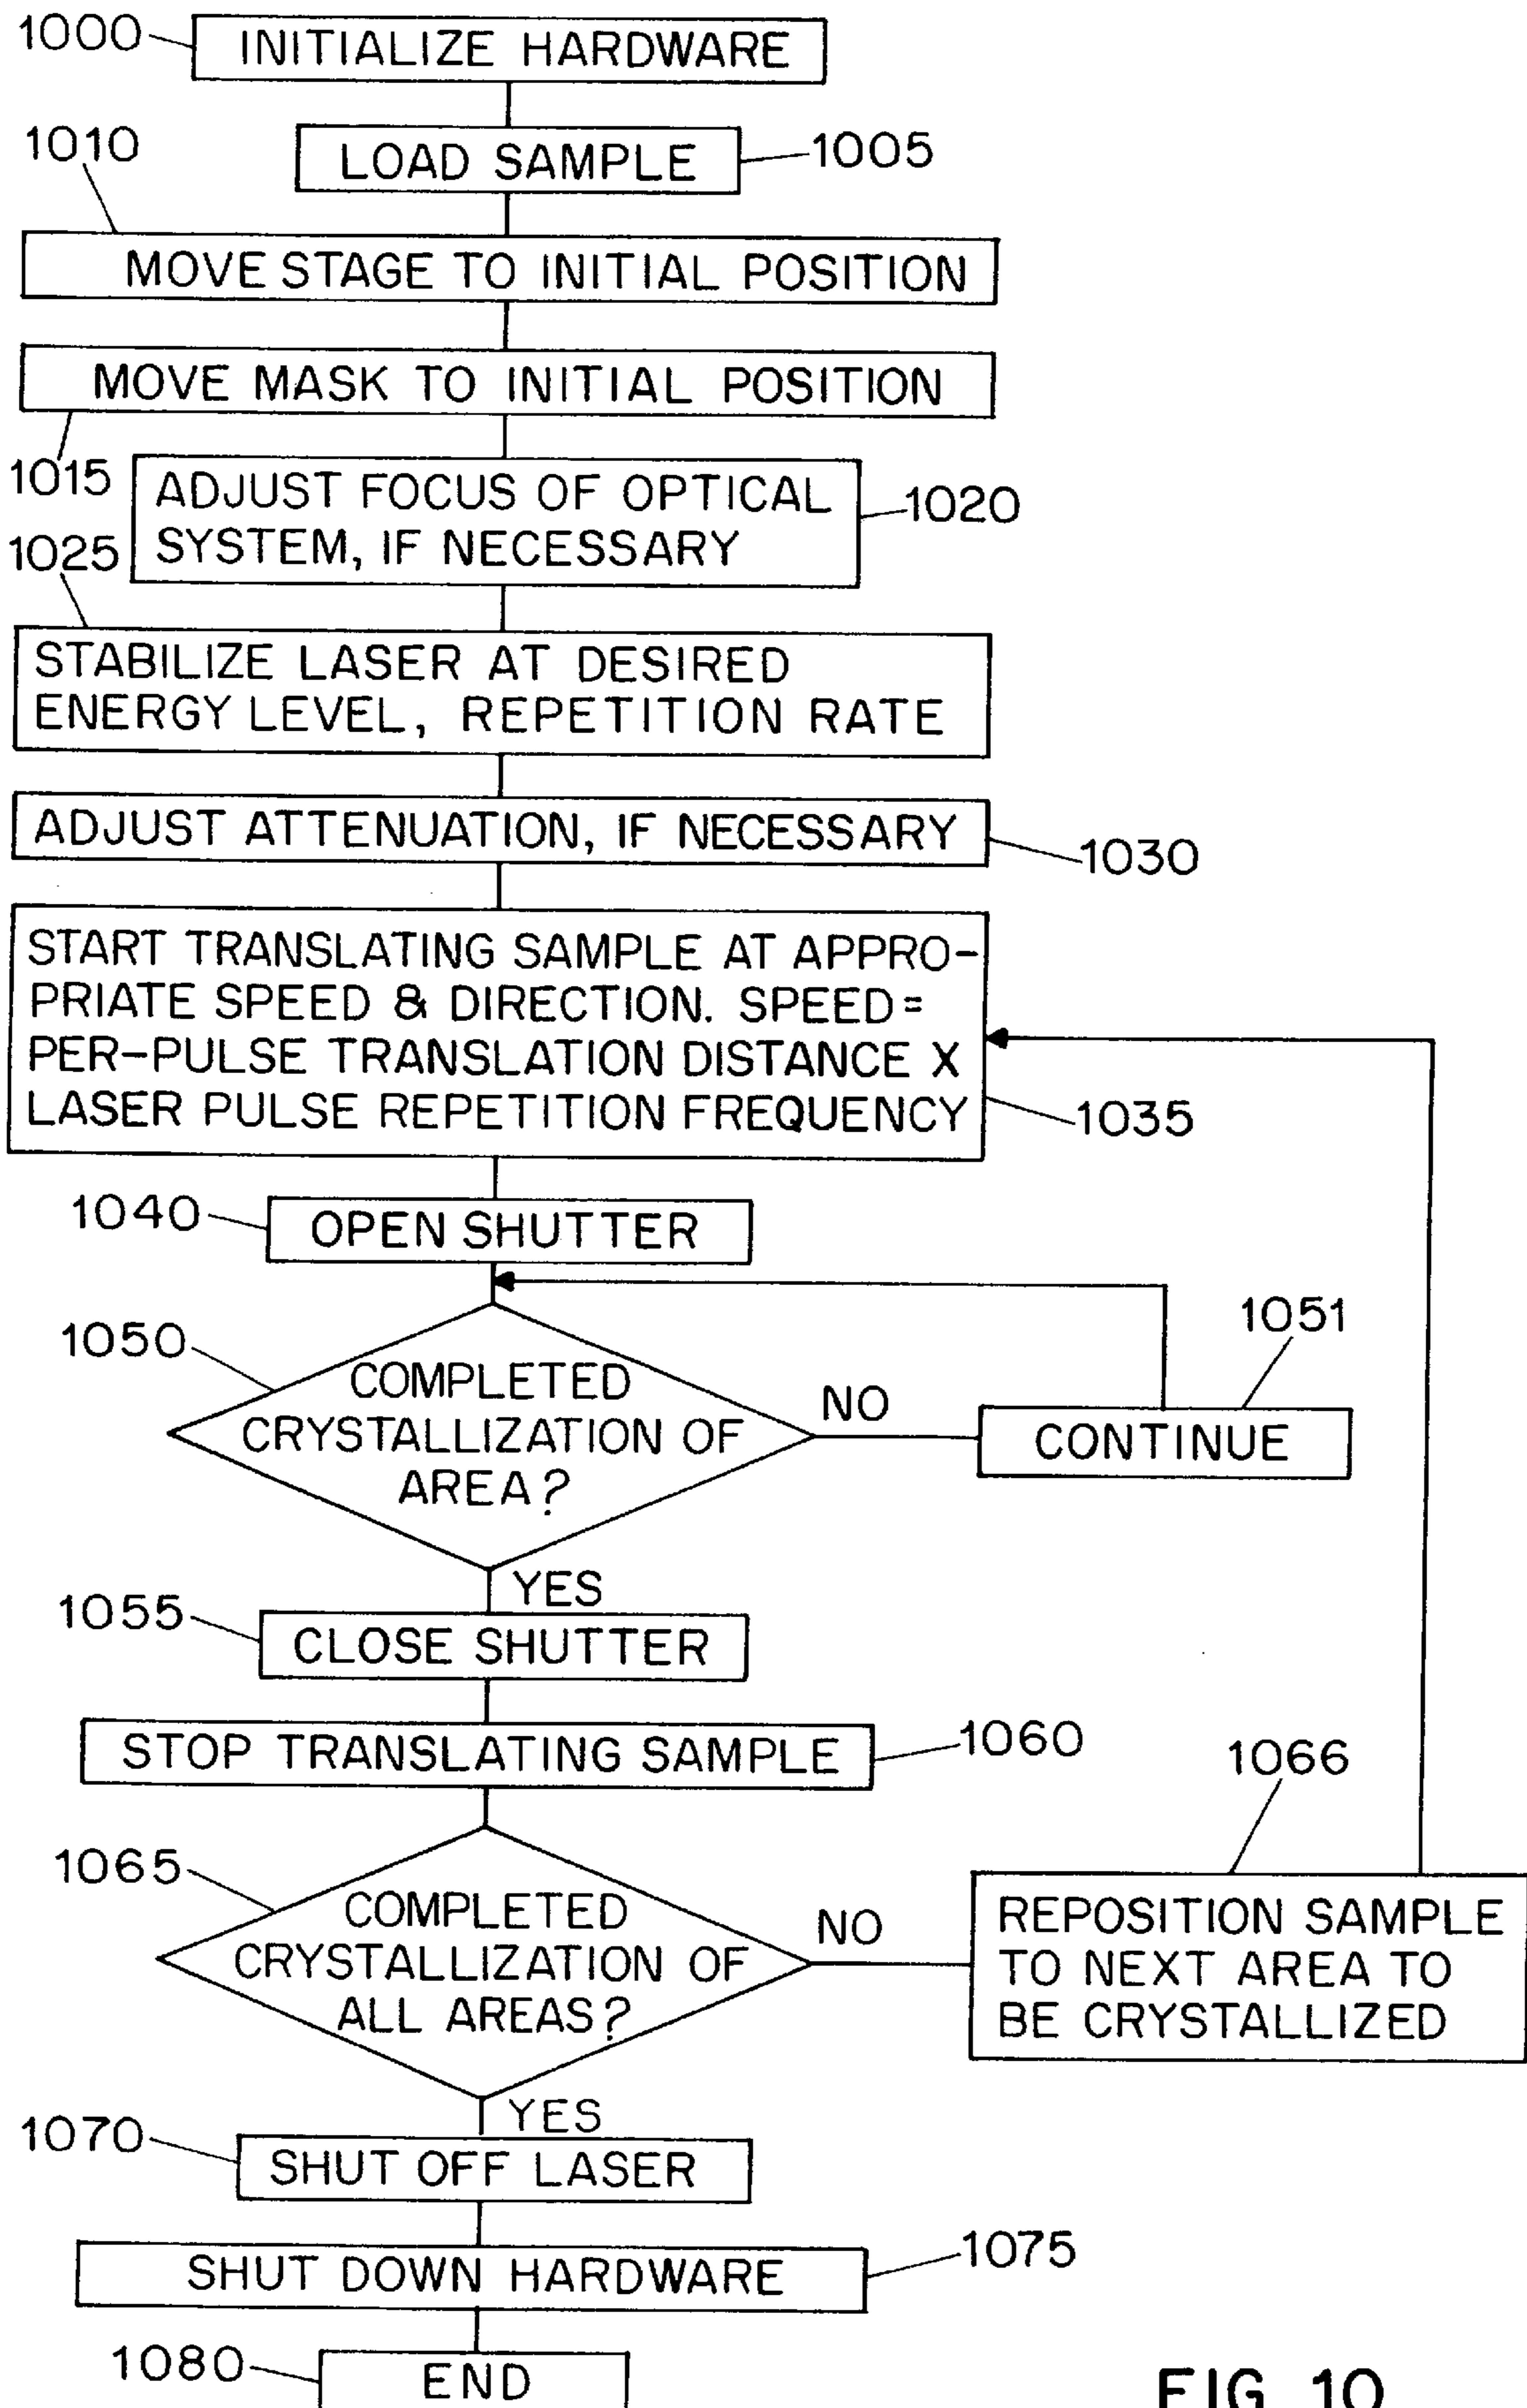 1000
INITIALIZE HARDWARE
1010
LOAD SAMPLE
1005
MOVE STAGE TO INITIAL POSITION
MOVE MASK TO INITIAL POSITION
1015
ADJUST FOCUS OF OPTICAL
SYSTEM, IF NECESSARY
1020
1025
STABILIZE LASER AT DESIRED
ENERGY LEVEL, REPETITION RATE
ADJUST ATTENUATION, IF NECESSARY
1030
START TRANSLATING SAMPLE AT APPRO-
PRIATE SPEED & DIRECTION. SPEED=
PER-PULSE TRANSLATION DISTANCE X
LASER PULSE REPETITION FREQUENCY
1035
1040
OPEN SHUTTER
1050
COMPLETED
CRYSTALLIZATION OF
AREA?
NO
1051
CONTINUE
YES
1055
CLOSE SHUTTER
STOP TRANSLATING SAMPLE
1060
1065
COMPLETED
CRYSTALLIZATION OF
ALL AREAS?
NO
1066
REPOSITION SAMPLE
TO NEXT AREA TO
BE CRYSTALLIZED
YES
1070
SHUT OFF LASER
SHUT DOWN HARDWARE
1075
1080
END
FIG. 10